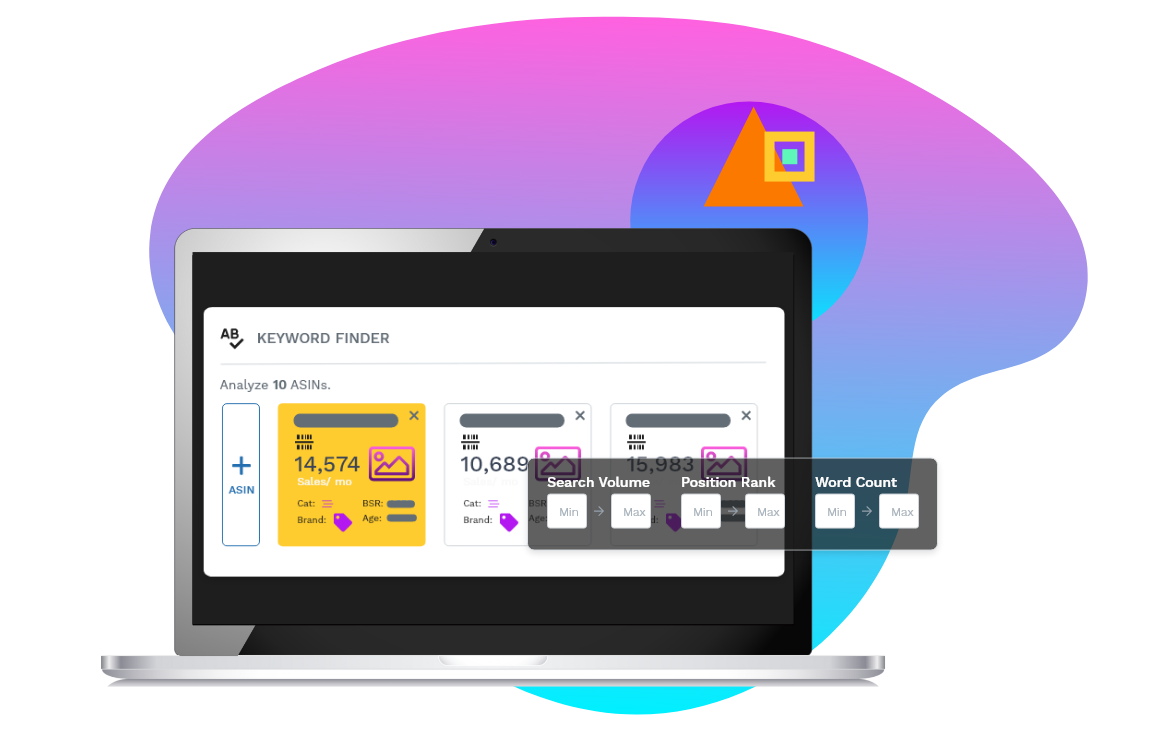 AB
KEYWORD FINDER
Analyze 10 ASINs.
+
ASIN
14,574
Sales/ mo
Cat:
BSR:
Brand:
Age:
10,689
Sales/ mo
Cat:
BSR:
Brand:
Age:
15,983
Search Volume
Position Rank
Word Count
Min → Max
Min → Max
Min → Max